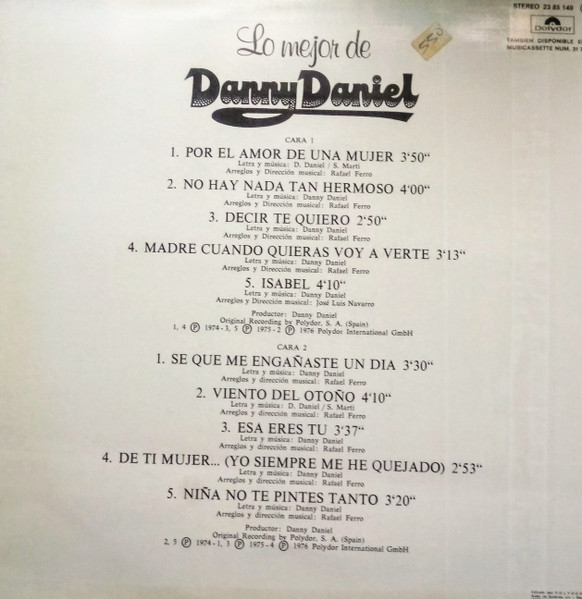 STEREO 23 85 149
Polydor
TAMBIEN DISPONIBLE
MUSICASSETTE NUM. 31
Lo mejor de
Danny Daniel
CARA 1
1. POR EL AMOR DE UNA MUJER 3'50“
Letra y música: D. Daniel / S. Marti
Arreglos y Dirección musical: Rafael Ferro
2. NO HAY NADA TAN HERMOSO 4'00“
Letra y música: Danny Daniel
Arreglos y Dirección musical: Rafael Ferro
3. DECIR TE QUIERO 2'50“
Letra y música: Danny Daniel
Arreglos y Dirección musical: Rafael Ferro
4. MADRE CUANDO QUIERAS VOY A VERTE 3'13“
Letra y música: Danny Daniel
Arreglos y Dirección musical: Rafael Ferro
5. ISABEL 4'10“
Letra y música: Danny Daniel
Arreglos y Dirección musical: José Luis Navarro
Productor: Danny Daniel
Original Recording by Polydor, S. A. (Spain)
1, 4 Ⓟ 1974 - 3, 5 Ⓟ 1975 - 2 Ⓟ 1976 Polydor International GmbH
CARA 2
1. SE QUE ME ENGAÑASTE UN DIA 3'30“
Letra y música: Danny Daniel
Arreglos y dirección musical: Rafael Ferro
2. VIENTO DEL OTOÑO 4'10“
Letra y música: D. Daniel / S. Marti
Arreglos y dirección musical: Rafael Ferro
3. ESA ERES TU 3'37“
Letra y música: Danny Daniel
Arreglos y dirección musical: Rafael Ferro
4. DE TI MUJER... (YO SIEMPRE ME HE QUEJADO) 2'53“
Letra y música: Danny Daniel
Arreglos y dirección musical: Rafael Ferro
5. NIÑA NO TE PINTES TANTO 3'20“
Letra y música: Danny Daniel
Arreglos y dirección musical: Rafael Ferro
Productor: Danny Daniel
Original Recording by Polydor, S. A. (Spain)
2, 5 Ⓟ 1974 - 1, 3 Ⓟ 1975 - 4 Ⓟ 1976 Polydor International GmbH